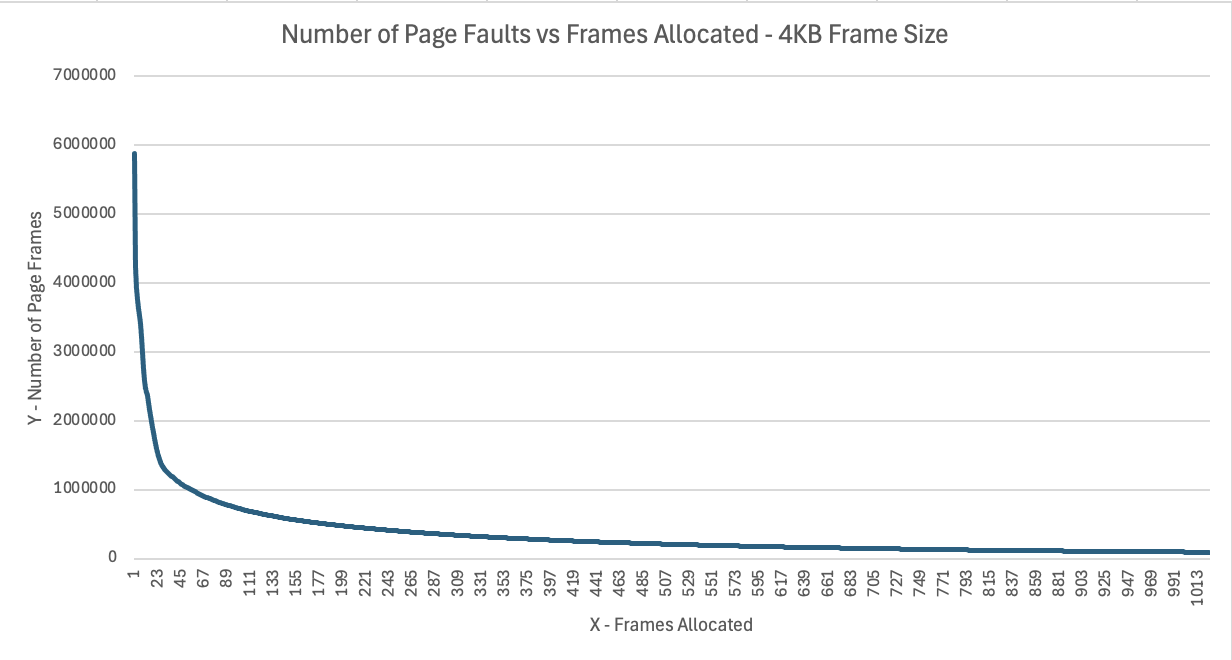 Number of Page Faults vs Frames Allocated - 4KB Frame Size
7000000
6000000
5000000
4000000
3000000
2000000
1000000
0
Y - Number of Page Frames
1 23 45 67 89 111 133 155 177 199 221 243 265 287 309 331 353 375 397 419 441 463 485 507 529 551 573 595 617 639 661 683 705 727 749 771 793 815 837 859 881 903 925 947 969 991 1013
X - Frames Allocated